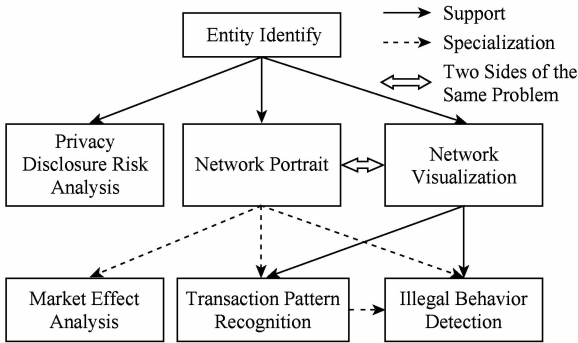 Entity Identify
Support
Specialization
Two Sides of the
Same Problem
Privacy
Disclosure Risk
Analysis
Network Portrait
Network
Visualization
Market Effect
Analysis
Transaction Pattern
Recognition
Illegal Behavior
Detection